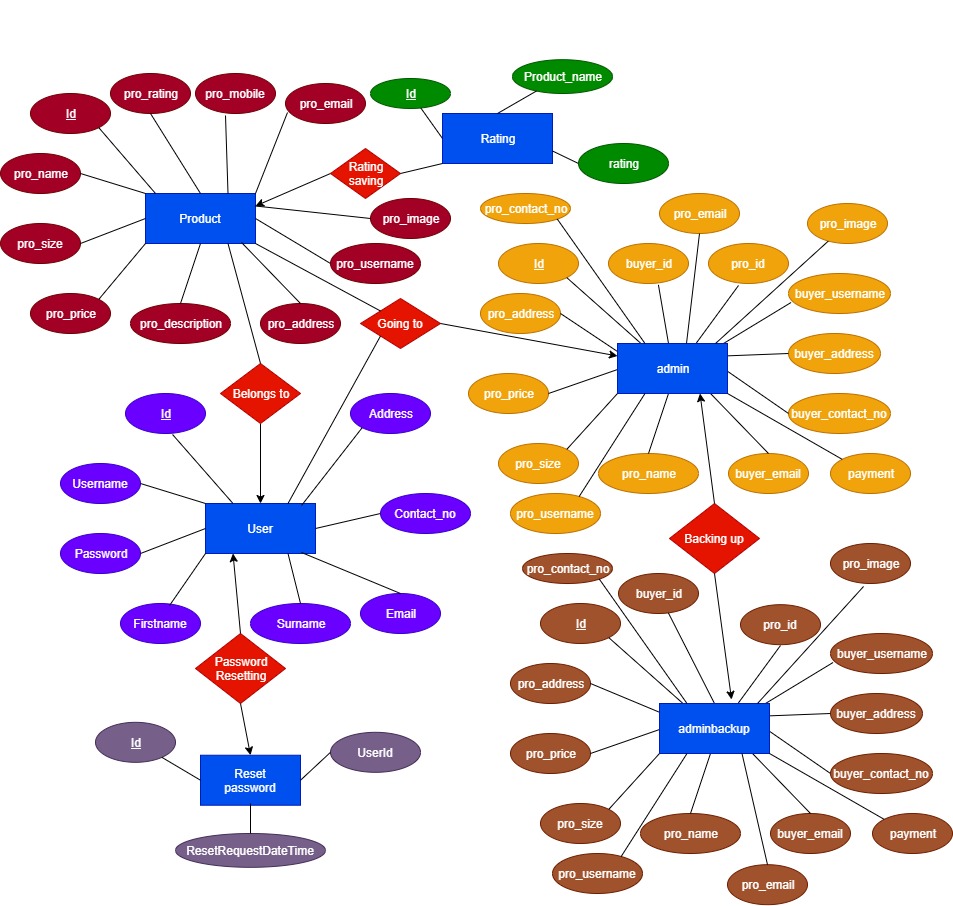 Product_name
Id
pro_rating
pro_mobile
pro_email
Id
Rating
rating
Rating
saving
pro_name
Product
pro_image
pro_size
pro_username
pro_price
pro_description
pro_address
Going to
pro_contact_no
pro_email
pro_image
Id
buyer_id
pro_id
buyer_username
pro_address
buyer_address
admin
pro_price
buyer_contact_no
pro_size
pro_name
buyer_email
payment
pro_username
Belongs to
Id
Address
Username
Contact_no
User
Password
Firstname
Surname
Email
Backing up
Password
Resetting
Id
UserId
Reset
password
ResetRequestDateTime
pro_contact_no
pro_image
buyer_id
Id
pro_id
buyer_username
pro_address
buyer_address
adminbackup
pro_price
buyer_contact_no
pro_size
pro_name
buyer_email
payment
pro_username
pro_email